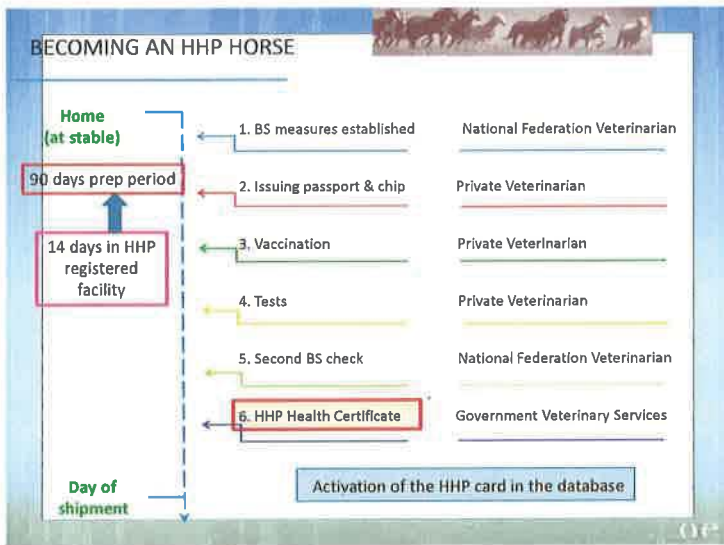 BECOMING AN HHP HORSE
Home
(at stable)
1. BS measures established
National Federation Veterinarian
90 days prep period
2. Issuing passport & chip
Private Veterinarian
14 days in HHP
registered
facility
3. Vaccination
Private Veterinarian
4. Tests
Private Veterinarian
5. Second BS check
National Federation Veterinarian
6. HHP Health Certificate
Government Veterinary Services
Day of
shipment
Activation of the HHP card in the database